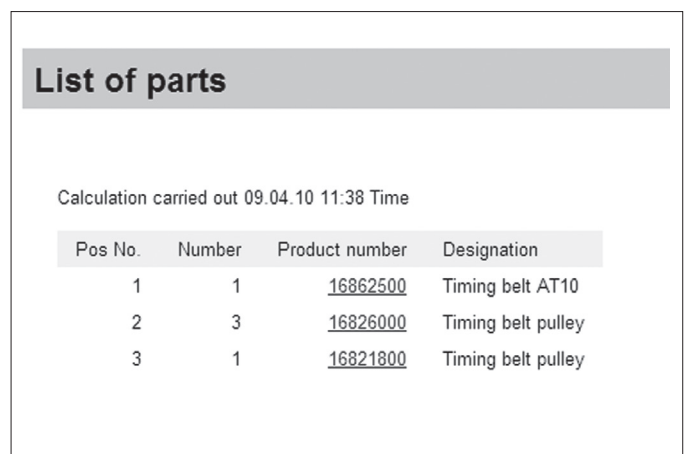 List of parts
Calculation carried out 09.04.10 11:38 Time
Pos No. Number Product number Designation
1 1 16862500 Timing belt AT10
2 3 16826000 Timing belt pulley
3 1 16821800 Timing belt pulley